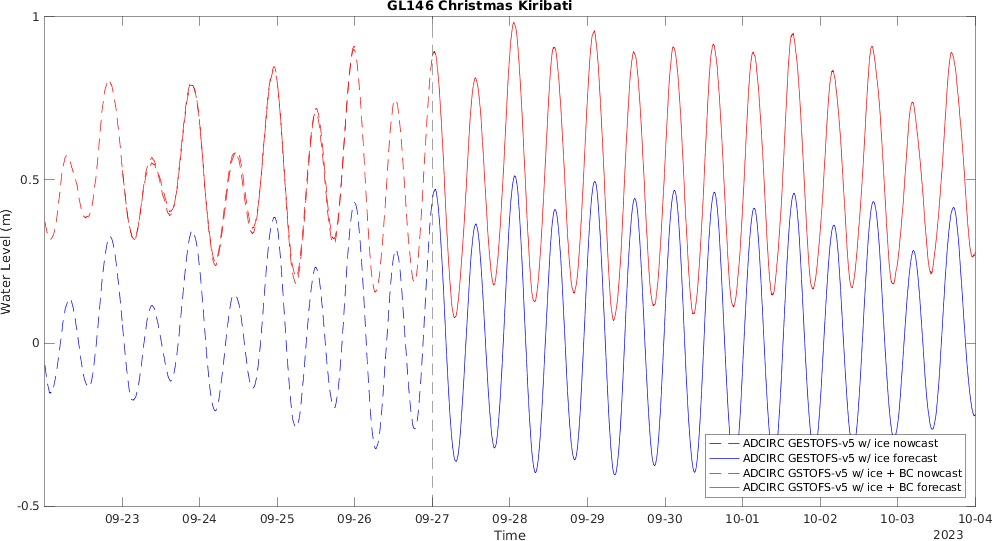 GL146 Christmas Kiribati
Water Level (m)
1
0.5
0
-0.5
09-23 09-24 09-25 09-26 09-27 09-28 09-29 09-30 10-01 10-02 10-03 10-04
Time
2023
ADCIRC GESTOFS-v5 w/ ice nowcast
ADCIRC GESTOFS-v5 w/ ice forecast
ADCIRC GSTOFS-v5 w/ ice + BC nowcast
ADCIRC GSTOFS-v5 w/ ice + BC forecast